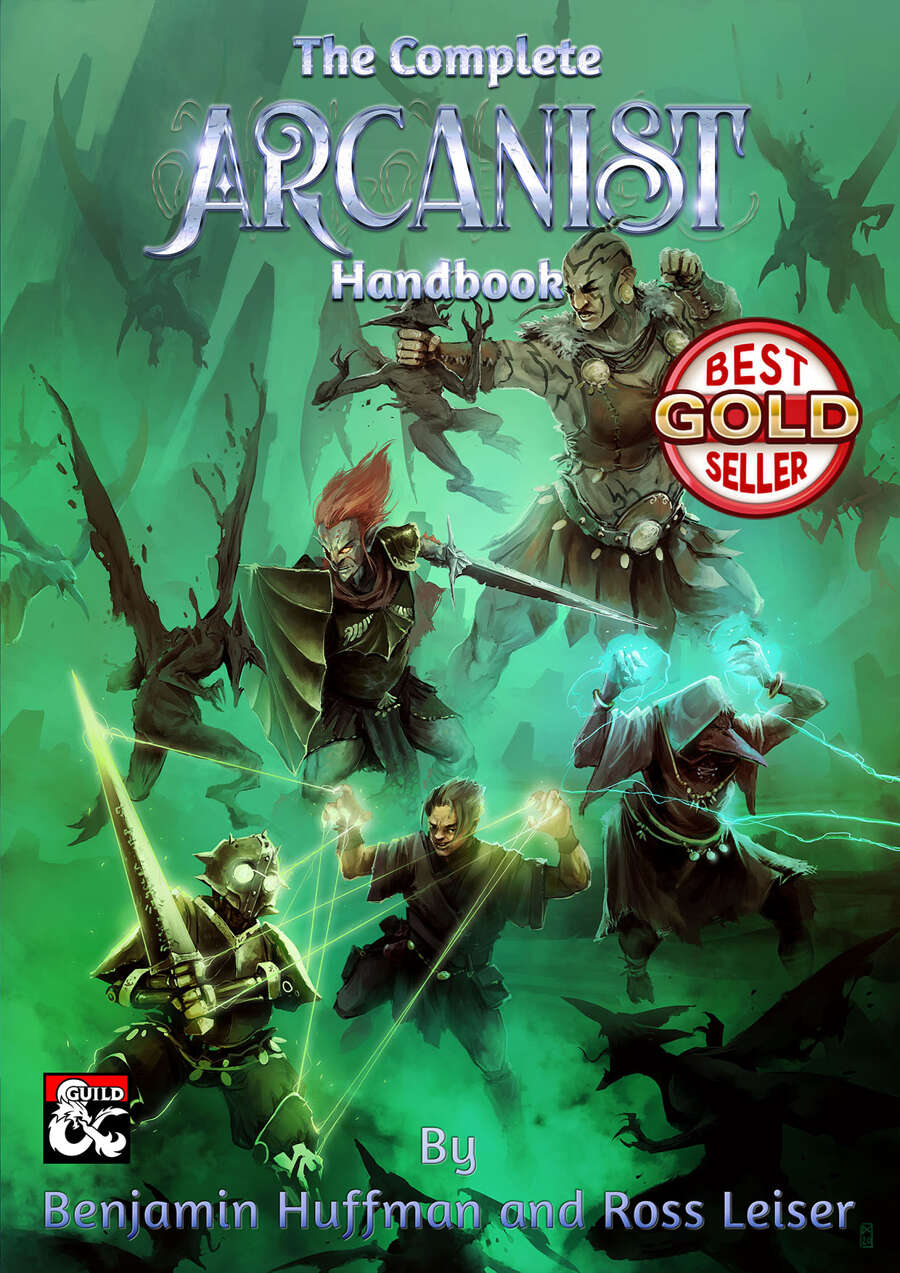 The Complete
ARCANIST
Handbook
BEST
GOLD
SELLER
GUILD
By
Benjamin Huffman and Ross Leiser